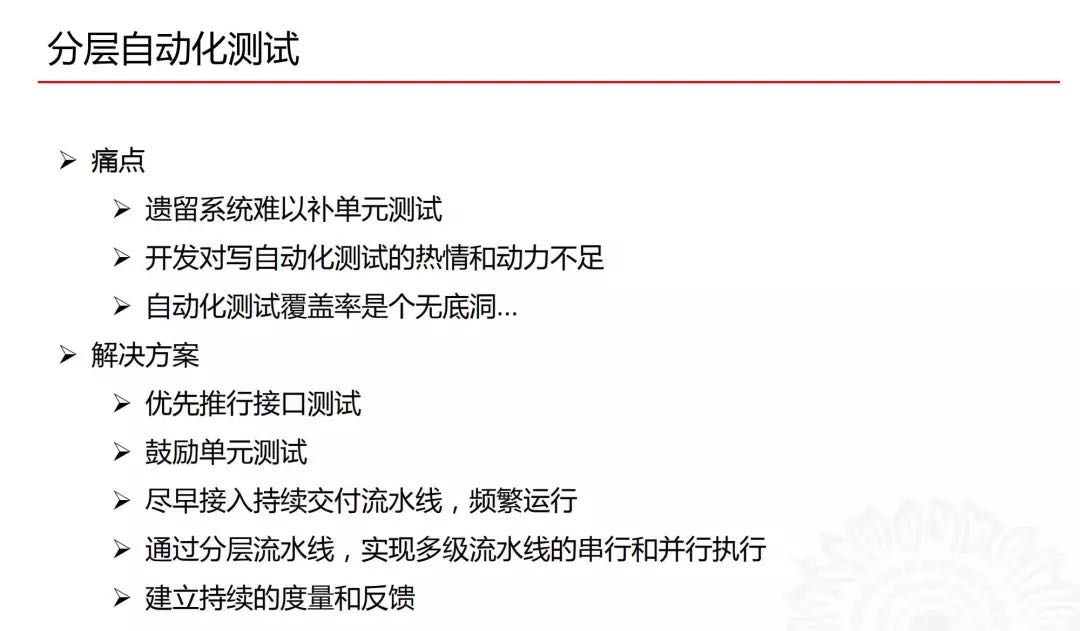 分层自动化测试
➢ 痛点
➢ 遗留系统难以补单元测试
➢ 开发对写自动化测试的热情和动力不足
➢ 自动化测试覆盖率是个无底洞...
➢ 解决方案
➢ 优先推行接口测试
➢ 鼓励单元测试
➢ 尽早接入持续交付流水线，频繁运行
➢ 通过分层流水线，实现多级流水线的串行和并行执行
➢ 建立持续的度量和反馈